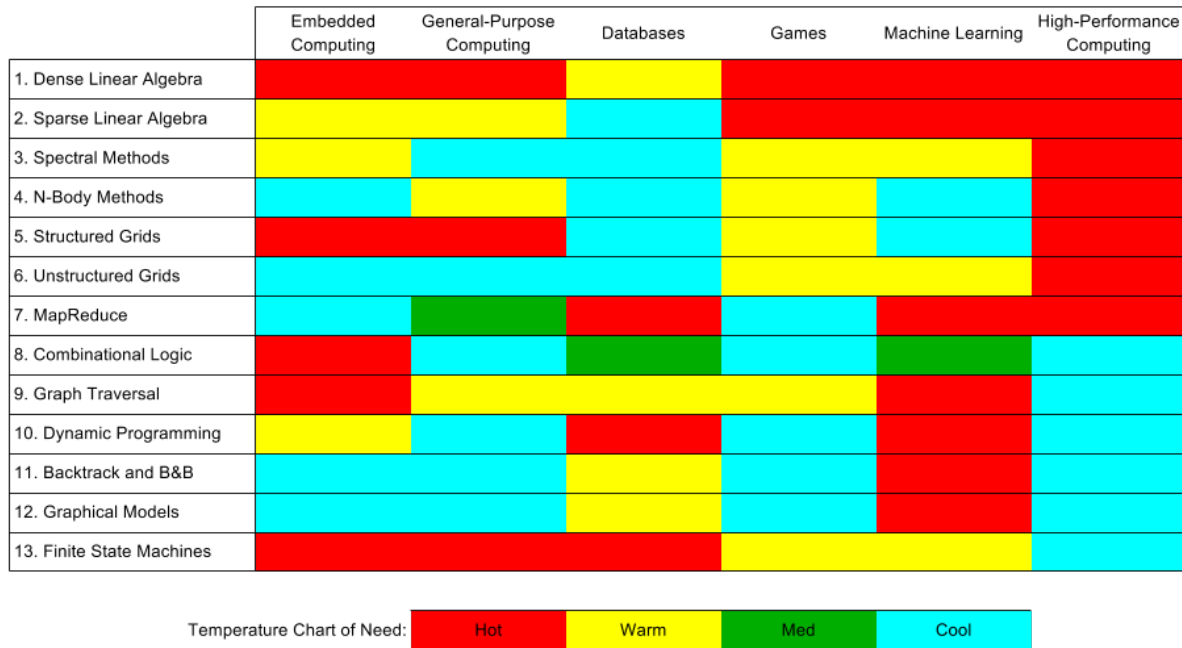 Embedded Computing
General-Purpose Computing
Databases
Games
Machine Learning
High-Performance Computing
1. Dense Linear Algebra
2. Sparse Linear Algebra
3. Spectral Methods
4. N-Body Methods
5. Structured Grids
6. Unstructured Grids
7. MapReduce
8. Combinational Logic
9. Graph Traversal
10. Dynamic Programming
11. Backtrack and B&B
12. Graphical Models
13. Finite State Machines
Temperature Chart of Need: Hot Warm Med Cool